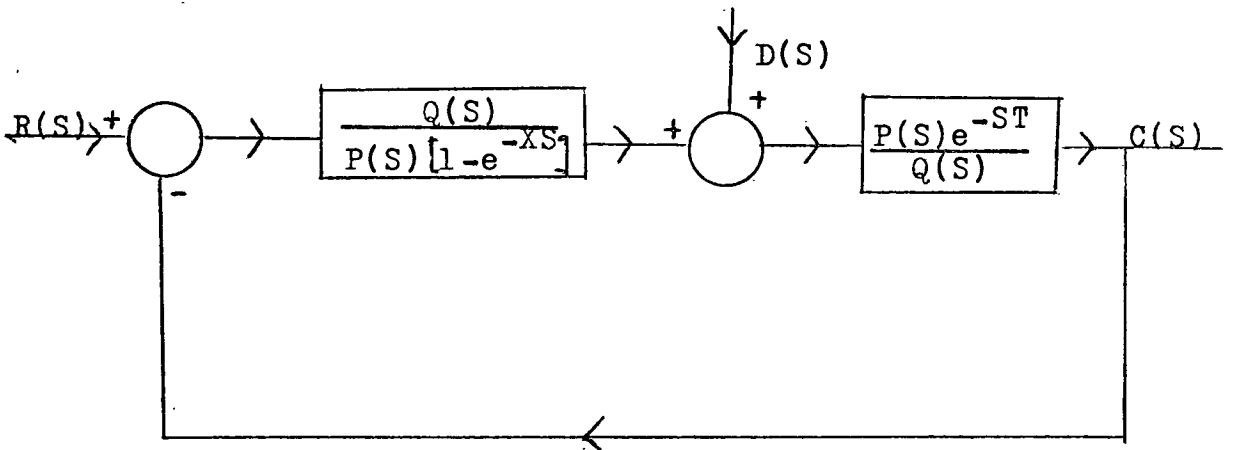 D(S)
R(S) +
Q(S)
P(S)[1-e^-XS]
+
+
P(S)e^-ST
Q(S)
C(S)
-